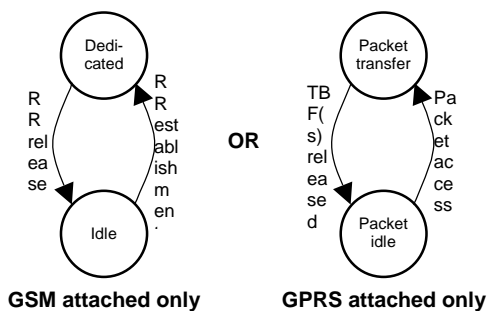 Dedi-
cated
R
R
rel
ea
se
R
R
est
abl
ish
m
en
Idle
GSM attached only
OR
Packet
transfer
TB
F(
s)
rel
ea
se
d
Pa
ck
et
ac
ce
ss
Packet
idle
GPRS attached only